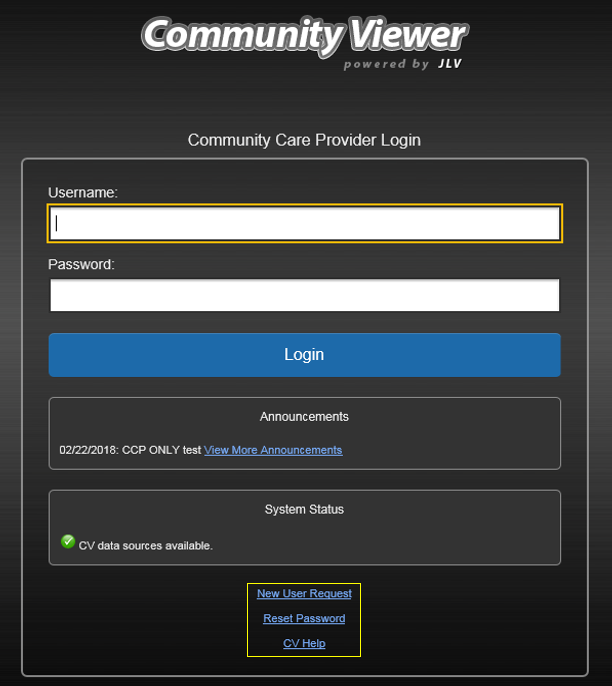 Community Viewer
powered by JLV
Community Care Provider Login
Username:
Password:
Login
Announcements
02/22/2018: CCP ONLY test View More Announcements
System Status
CV data sources available.
New User Request
Reset Password
CV Help